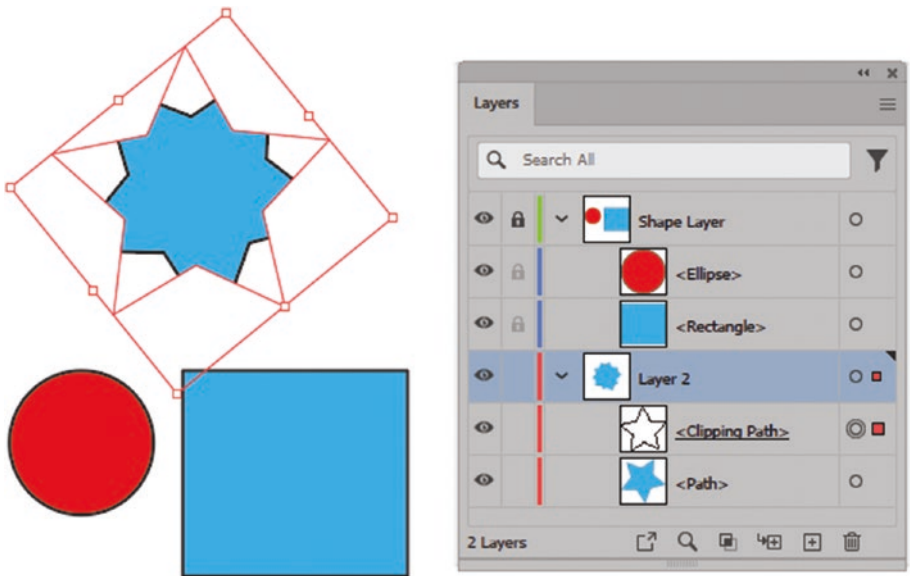 Layers
Search All
Shape Layer
<Ellipse>
<Rectangle>
Layer 2
<Clipping Path>
<Path>
2 Layers